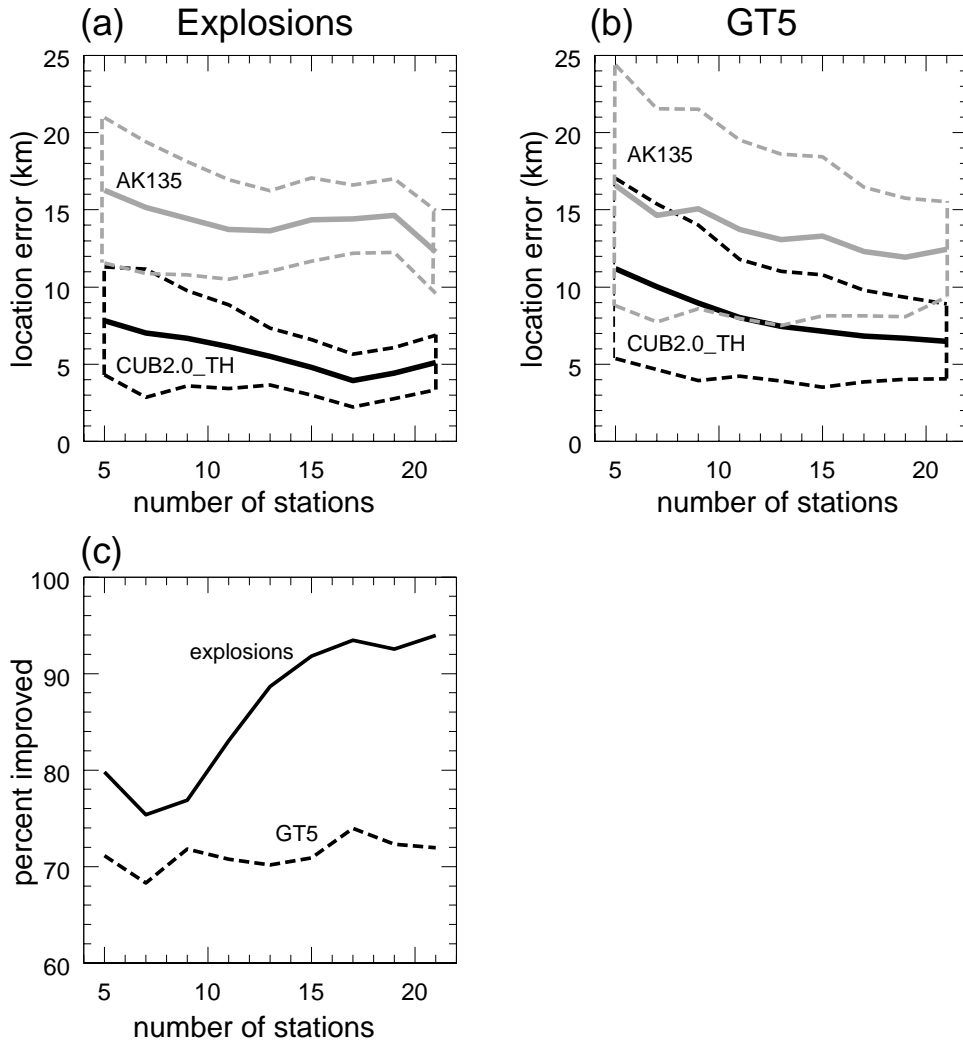 (a) Explosions
25
20
15
10
5
0
location error (km)
AK135
CUB2.0_TH
5 10 15 20
number of stations
(b) GT5
25
20
15
10
5
0
location error (km)
AK135
CUB2.0_TH
5 10 15 20
number of stations
(c)
100
90
80
70
60
percent improved
explosions
GT5
5 10 15 20
number of stations